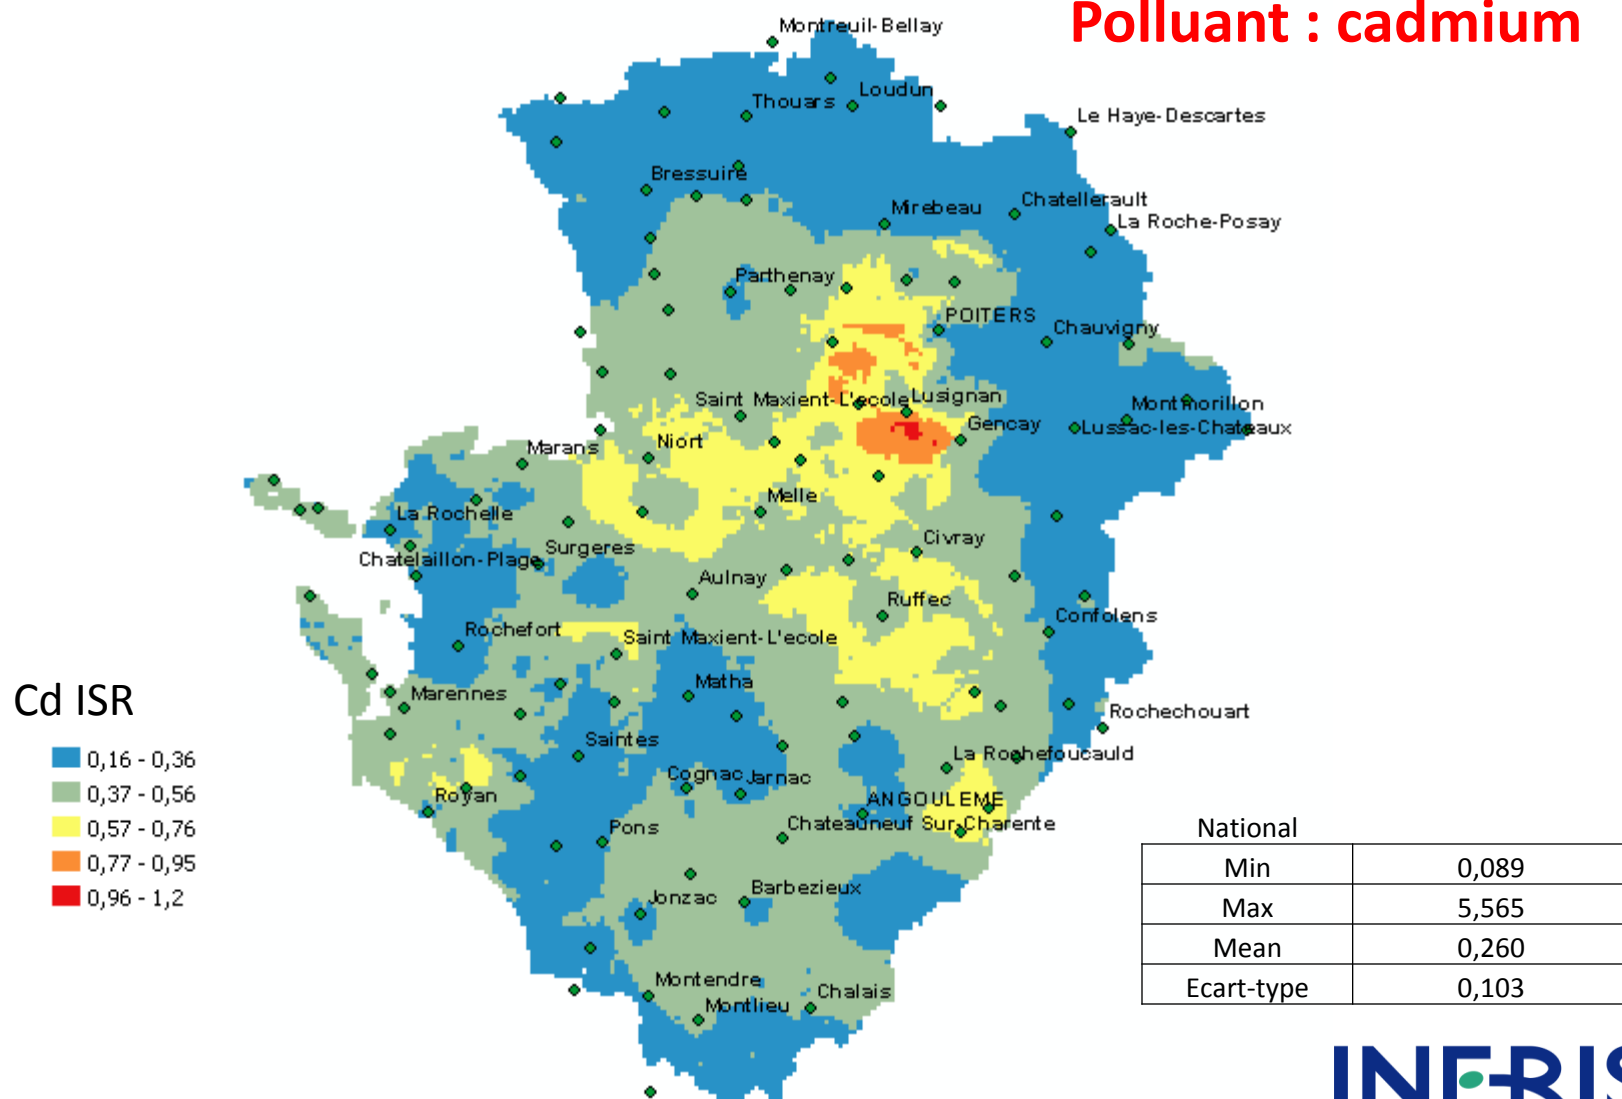 Polluant : cadmium
Montreuil-Bellay
Loudun
Thouars
Le Haye-Descartes
Bressuire
Chatellerault
Mirebeau
La Roche-Posay
Parthenay
POITERS
Chauvigny
Saint Maxient-L'ecole
Lusignan
Montmorillon
Gencay
Lussac-les-Chateaux
Niort
Marans
Melle
La Rochelle
Civray
Surgeres
Chatelaillon-Plage
Aulnay
Ruffec
Confolens
Rochefort
Saint Maxient-L'ecole
Matha
Marennes
Rochechouart
Saintes
La Rochefoucauld
Cognac
Jarnac
Royan
ANGOULEME
Chateauneuf Sur-Charente
Pons
Barbezieux
Jonzac
Montendre
Chalais
Montlieu
Cd ISR
0,16 - 0,36
0,37 - 0,56
0,57 - 0,76
0,77 - 0,95
0,96 - 1,2
National
Min 0,089
Max 5,565
Mean 0,260
Ecart-type 0,103
INERIS